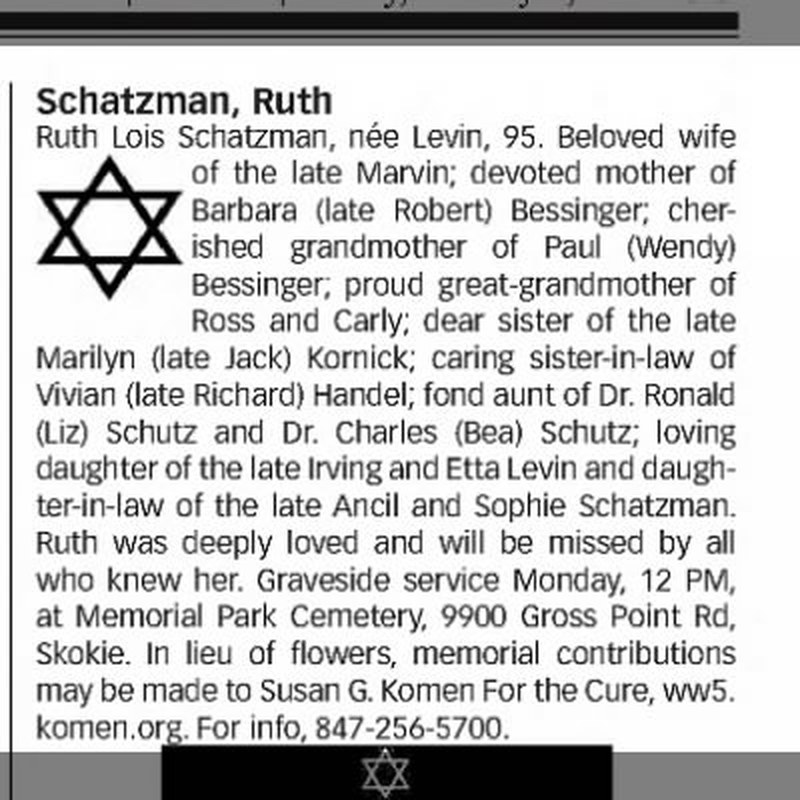 Schatzman, Ruth
Ruth Lois Schatzman, née Levin, 95. Beloved wife
of the late Marvin; devoted mother of
Barbara (late Robert) Bessinger; cher-
ished grandmother of Paul (Wendy)
Bessinger; proud great-grandmother of
Ross and Carly; dear sister of the late
Marilyn (late Jack) Kornick; caring sister-in-law of
Vivian (late Richard) Handel; fond aunt of Dr. Ronald
(Liz) Schutz and Dr. Charles (Bea) Schutz; loving
daughter of the late Irving and Etta Levin and daugh-
ter-in-law of the late Ancil and Sophie Schatzman.
Ruth was deeply loved and will be missed by all
who knew her. Graveside service Monday, 12 PM,
at Memorial Park Cemetery, 9900 Gross Point Rd,
Skokie. In lieu of flowers, memorial contributions
may be made to Susan G. Komen For the Cure, ww5.
komen.org. For info, 847-256-5700.